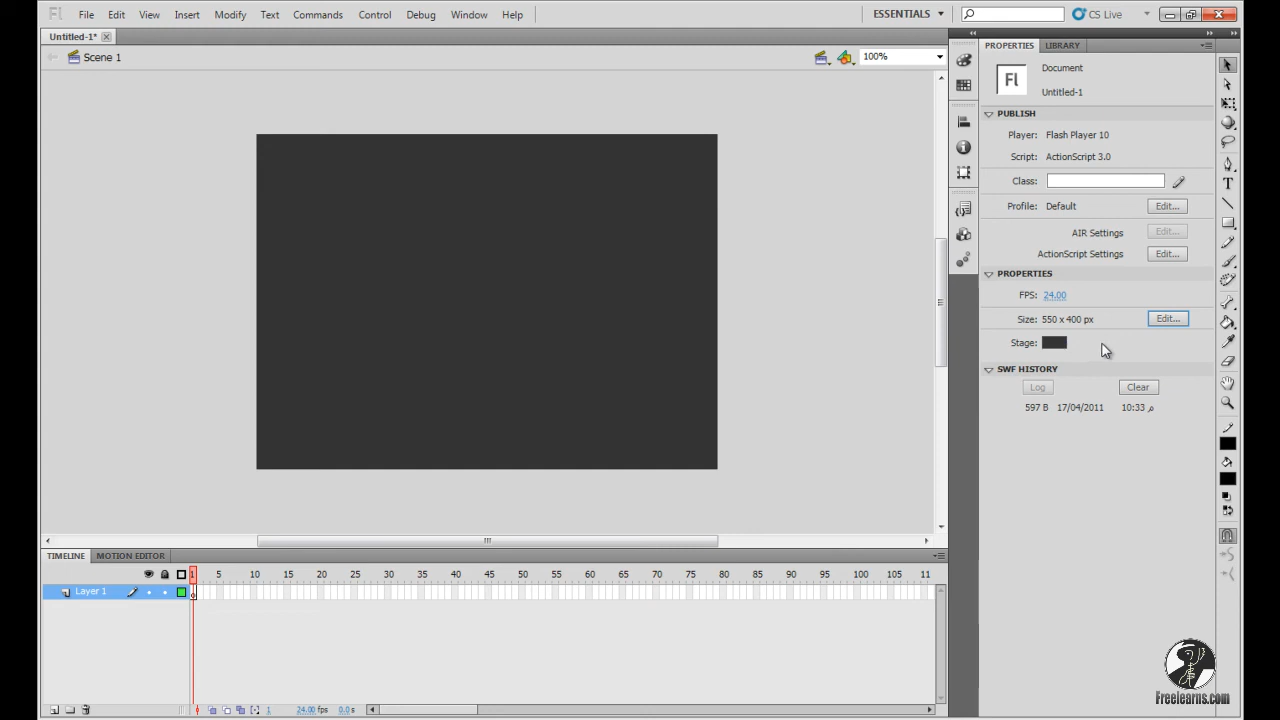 Fl File Edit View Insert Modify Text Commands Control Debug Window Help ESSENTIALS CS Live
Untitled-1*
Scene 1 100%
PROPERTIES LIBRARY
Fl
Document
Untitled-1
PUBLISH
Player: Flash Player 10
Script: ActionScript 3.0
Class:
Profile: Default Edit...
AIR Settings Edit...
ActionScript Settings Edit...
PROPERTIES
FPS: 24.00
Size: 550 x 400 px Edit...
Stage:
SWF HISTORY
Log Clear
597 B 17/04/2011 10:33 م
TIMELINE MOTION EDITOR
1 5 10 15 20 25 30 35 40 45 50 55 60 65 70 75 80 85 90 95 100 105 11
Layer 1
1 24.00 fps 0.0s
Freelearns.com